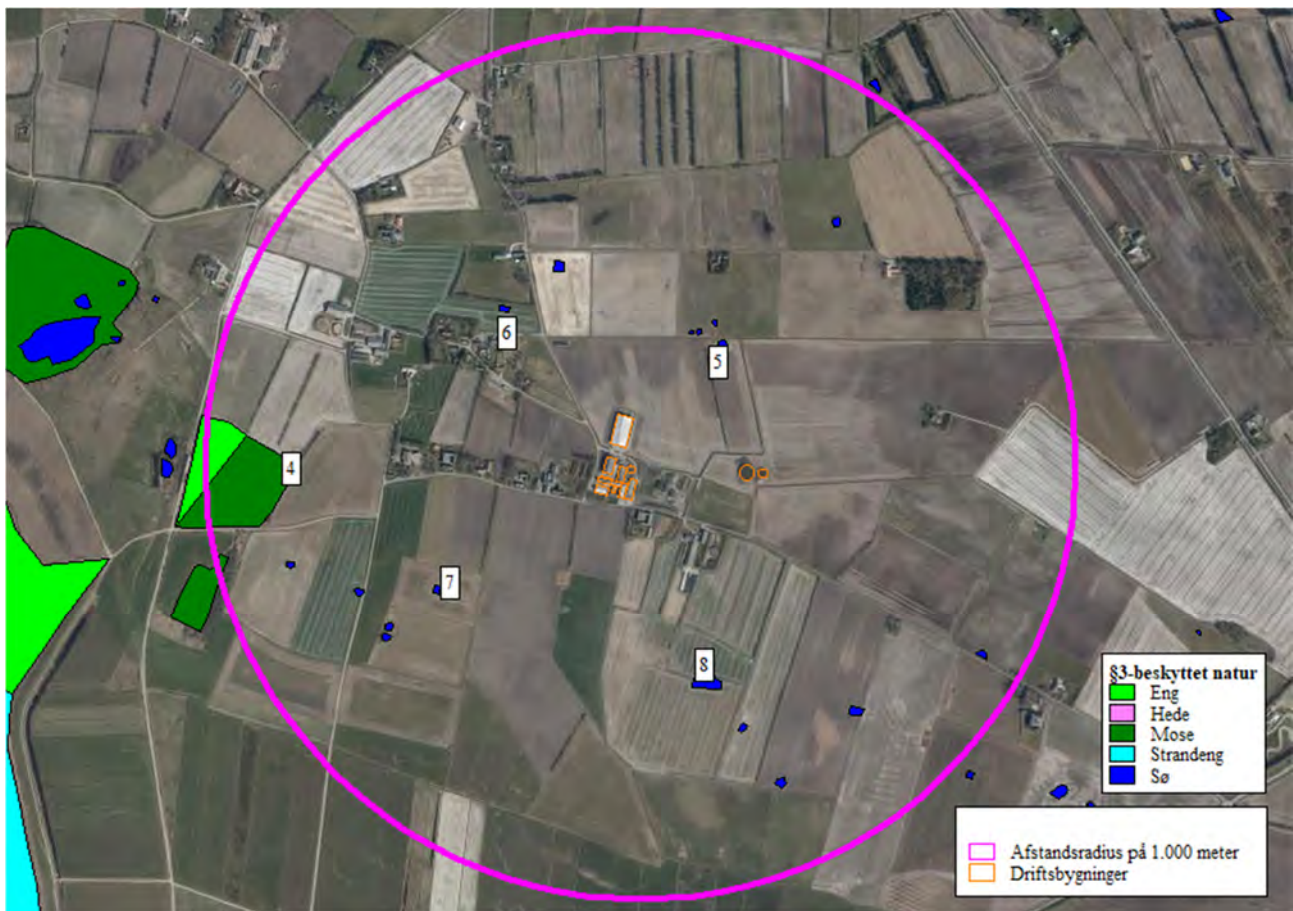 6
5
4
7
8
§3-beskyttet natur
Eng
Hede
Mose
Strandeng
Sø
Afstandsradius på 1.000 meter
Driftsbygninger